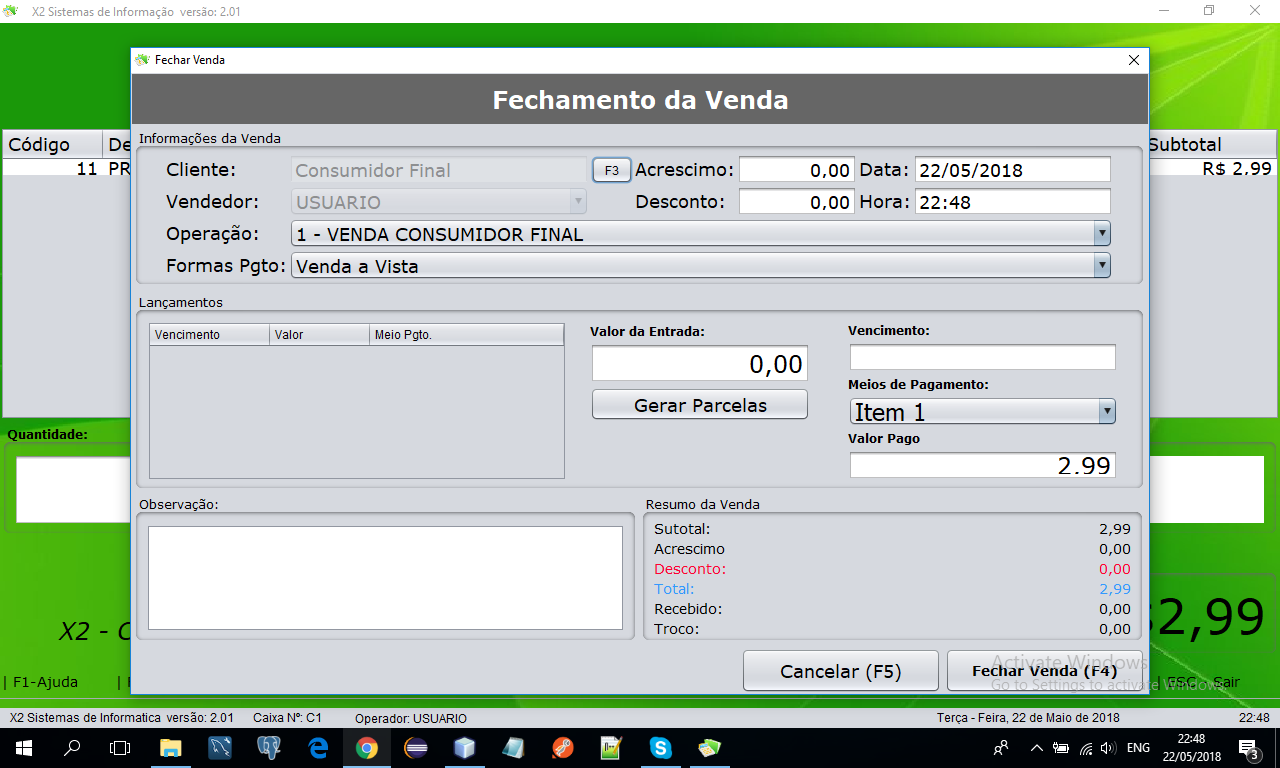 X2 Sistemas de Informação versão: 2.01
Fechar Venda
Fechamento da Venda
Informações da Venda
Código De Subtotal
11 PR R$ 2,99
Cliente: Consumidor Final F3 Acrescimo: 0,00 Data: 22/05/2018
Vendedor: USUARIO Desconto: 0,00 Hora: 22:48
Operação: 1 - VENDA CONSUMIDOR FINAL
Formas Pgto: Venda a Vista
Lançamentos
Vencimento Valor Meio Pgto.
Valor da Entrada:
0,00
Gerar Parcelas
Vencimento:
Meios de Pagamento:
Item 1
Valor Pago
2,99
Quantidade:
Observação:
Resumo da Venda
Sutotal: 2,99
Acrescimo 0,00
Desconto: 0,00
Total: 2,99
Recebido: 0,00
Troco: 0,00
X2 - C
2,99
Cancelar (F5) Fechar Venda (F4)
Activate Windows
Go to Settings to activate Windows.
| F1-Ajuda | | ESC - Sair
X2 Sistemas de Informatica versão: 2.01 Caixa Nº: C1 Operador: USUARIO Terça - Feira, 22 de Maio de 2018 22:48
ENG 22:48
22/05/2018
3